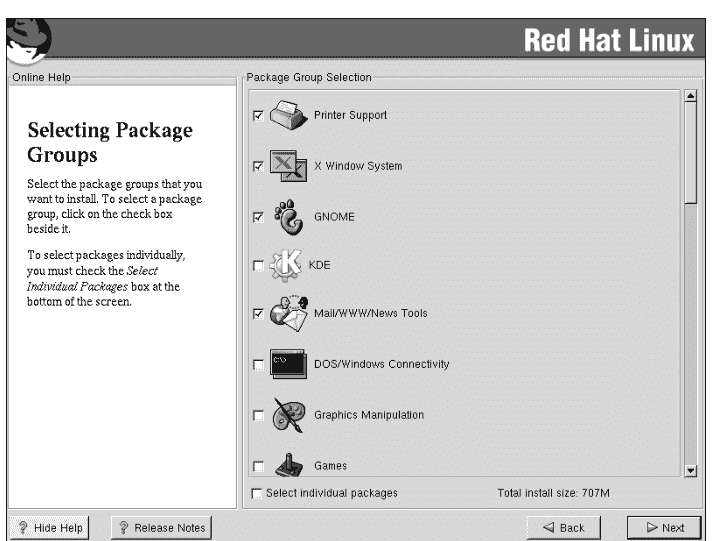 Red Hat Linux
Online Help
Selecting Package
Groups
Select the package groups that you
want to install. To select a package
group, click on the check box
beside it.
To select packages individually,
you must check the Select
Individual Packages box at the
bottom of the screen.
Package Group Selection
Printer Support
X Window System
GNOME
KDE
Mail/WWW/News Tools
C:\>
DOS/Windows Connectivity
Graphics Manipulation
Games
Select individual packages
Total install size: 707M
Hide Help
Release Notes
Back
Next